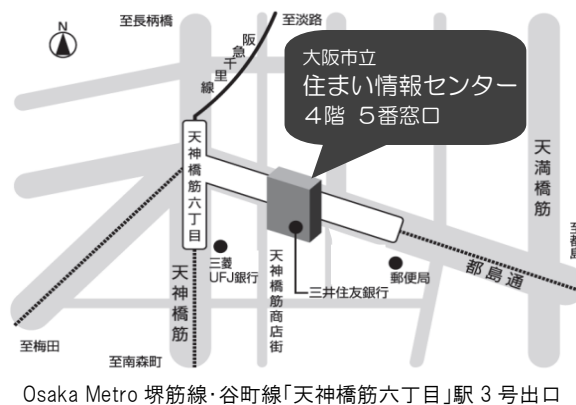 N
至長柄橋
至淡路
阪急千里線
大阪市立
住まい情報センター
4階 5番窓口
天神橋筋六丁目
天満橋筋
至都島
三菱
UFJ銀行
天神橋筋
天神橋筋商店街
三井住友銀行
郵便局
都島通
至梅田
至南森町
Osaka Metro 堺筋線・谷町線「天神橋筋六丁目」駅 3 号出口